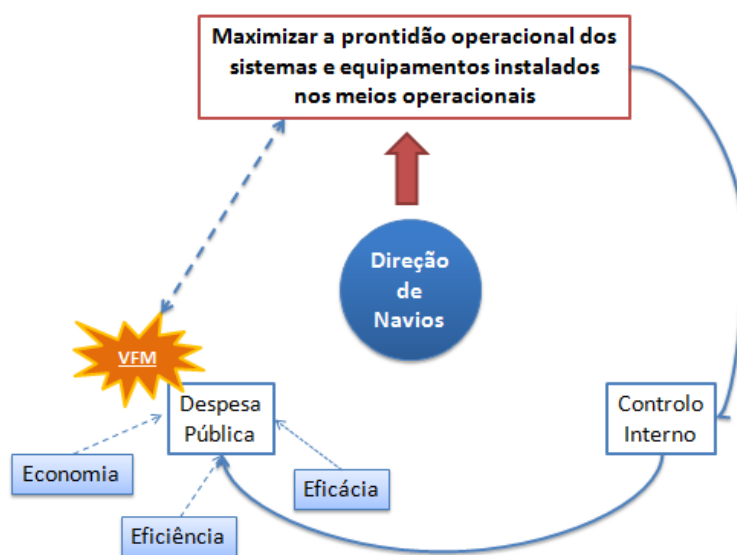 Maximizar a prontidão operacional dos
sistemas e equipamentos instalados
nos meios operacionais
Direção
de
Navios
VFM
Despesa
Pública
Controlo
Interno
Economia
Eficácia
Eficiência